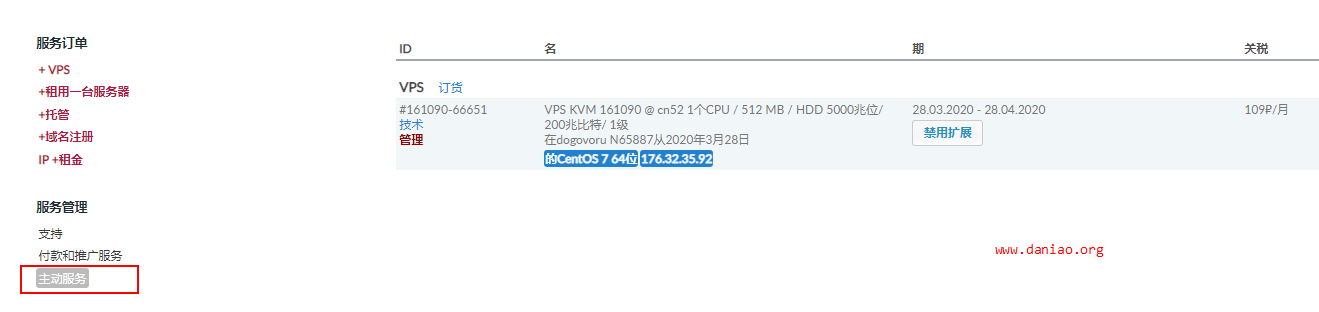 服务订单
+ VPS
+租用一台服务器
+托管
+域名注册
IP +租金
服务管理
支持
付款和推广服务
主动服务
ID 名 期 关税
VPS 订货
#161090-66651 VPS KVM 161090 @ cn52 1个CPU / 512 MB / HDD 5000兆位/ 28.03.2020 - 28.04.2020 109₽/月
技术 200兆比特/ 1级 禁用扩展
管理 在dogovoru N65887从2020年3月28日
的CentOS 7 64位 176.32.35.92
www.daniao.org